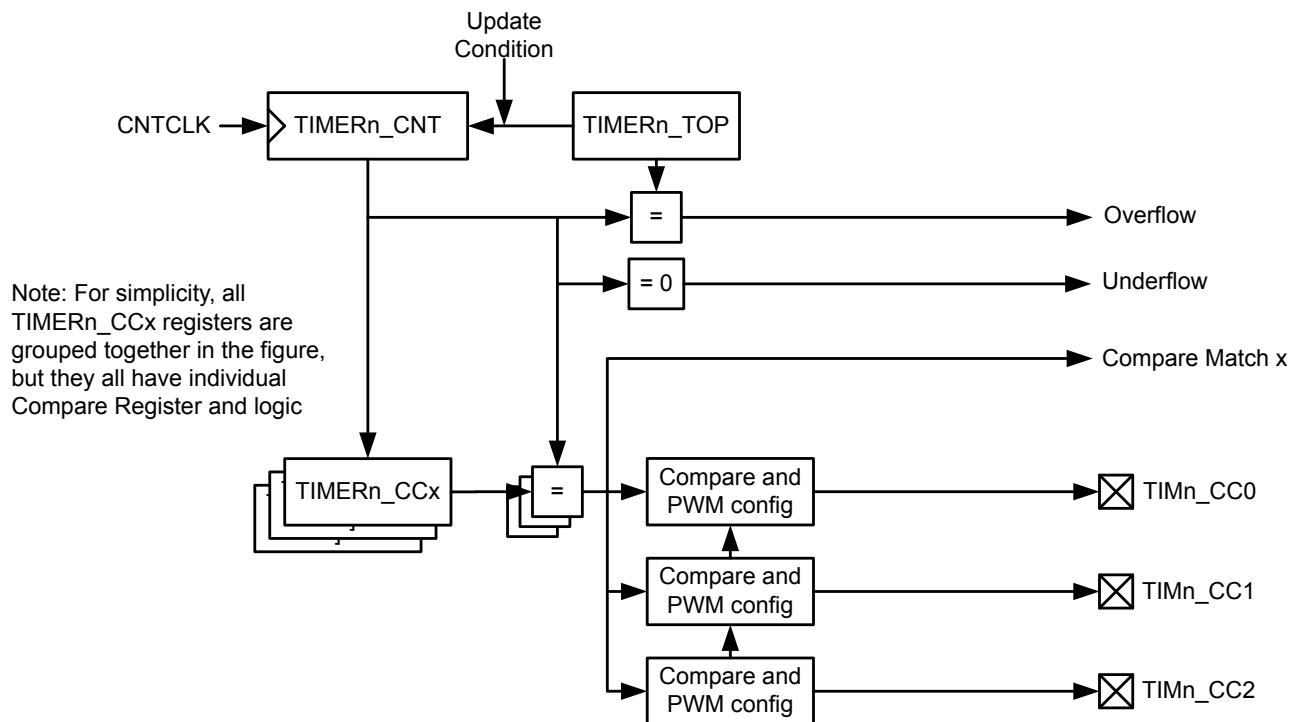 Update
Condition
CNTCLK
TIMERn_CNT
TIMERn_TOP
=
Overflow
= 0
Underflow
Note: For simplicity, all
TIMERn_CCx registers are
grouped together in the figure,
but they all have individual
Compare Register and logic
Compare Match x
TIMERn_CCx
=
Compare and
PWM config
TIMn_CC0
Compare and
PWM config
TIMn_CC1
Compare and
PWM config
TIMn_CC2